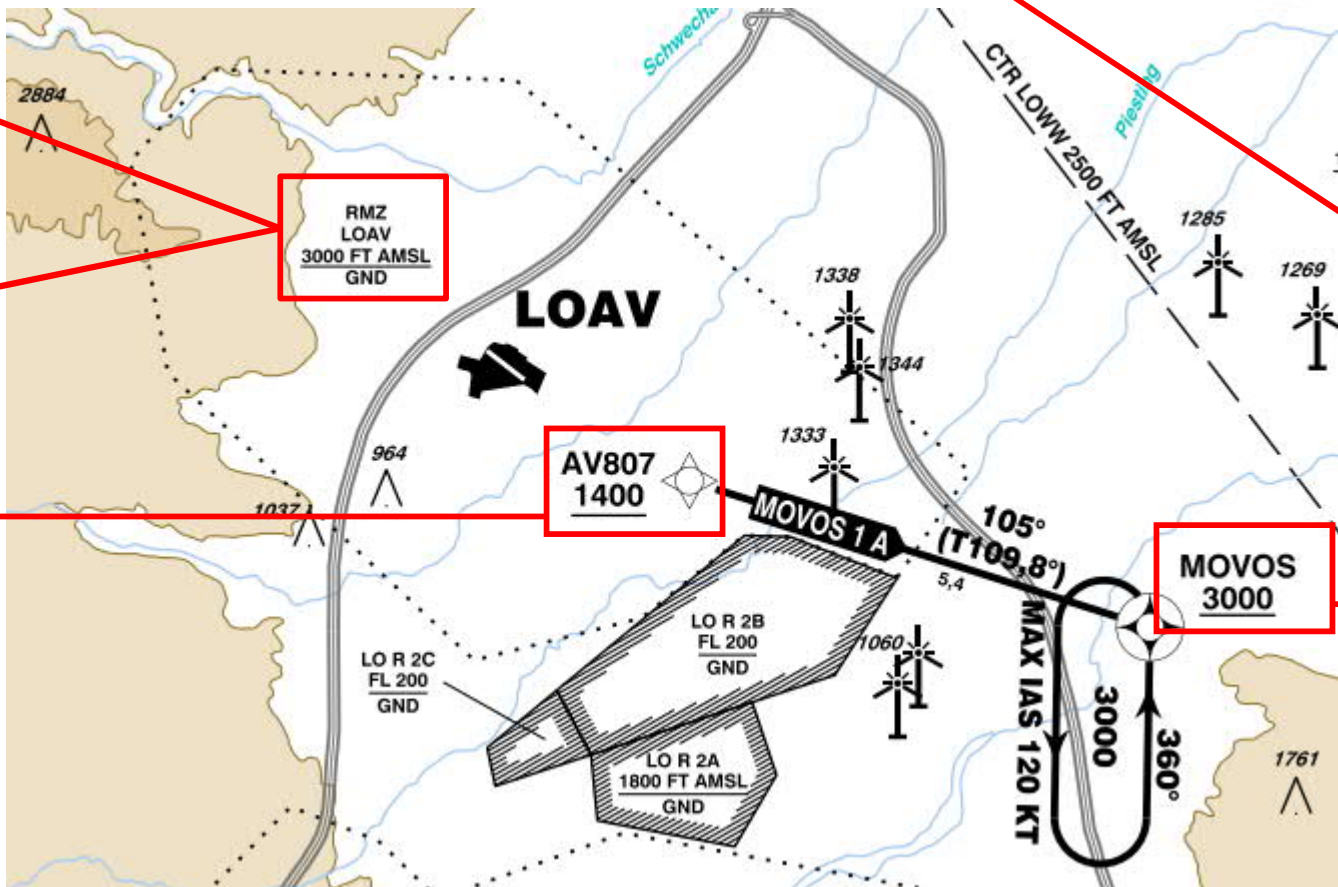 Schwecha
CTR LOWW 2500 FT AMSL
Piesting
2884
RMZ
LOAV
3000 FT AMSL
GND
1285
1269
1338
LOAV
1344
1333
964
AV807
1400
1037
MOVOS 1 A
105°
(T109,8°)
5,4
MOVOS
3000
LO R 2B
FL 200
GND
1060
LO R 2C
FL 200
GND
MAX IAS 120 KT
3000
360°
LO R 2A
1800 FT AMSL
GND
1761